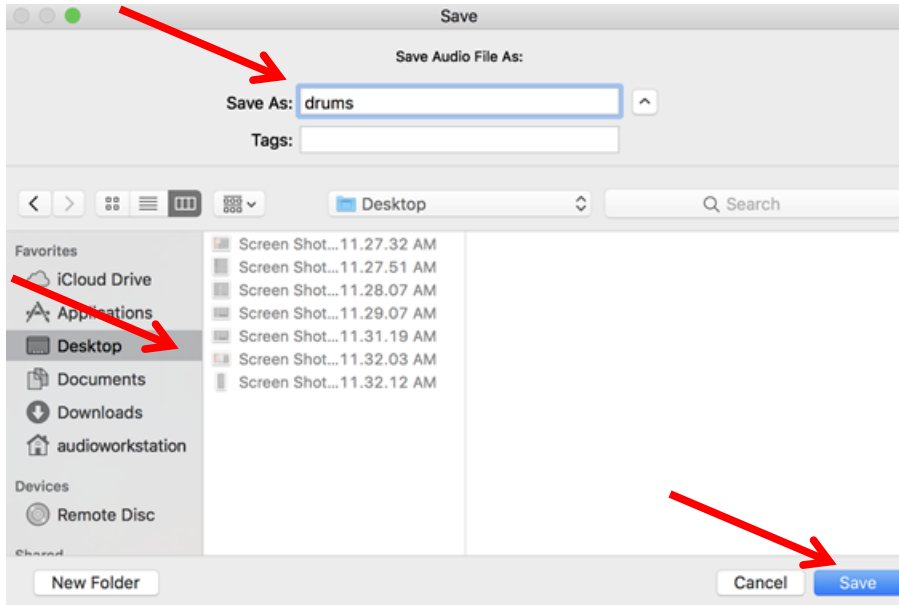 Save
Save Audio File As:
Save As: drums
Tags:
Desktop
Search
Favorites
iCloud Drive
Applications
Desktop
Documents
Downloads
audioworkstation
Devices
Remote Disc
Shared
Screen Shot...11.27.32 AM
Screen Shot...11.27.51 AM
Screen Shot...11.28.07 AM
Screen Shot...11.29.07 AM
Screen Shot...11.31.19 AM
Screen Shot...11.32.03 AM
Screen Shot...11.32.12 AM
New Folder
Cancel
Save